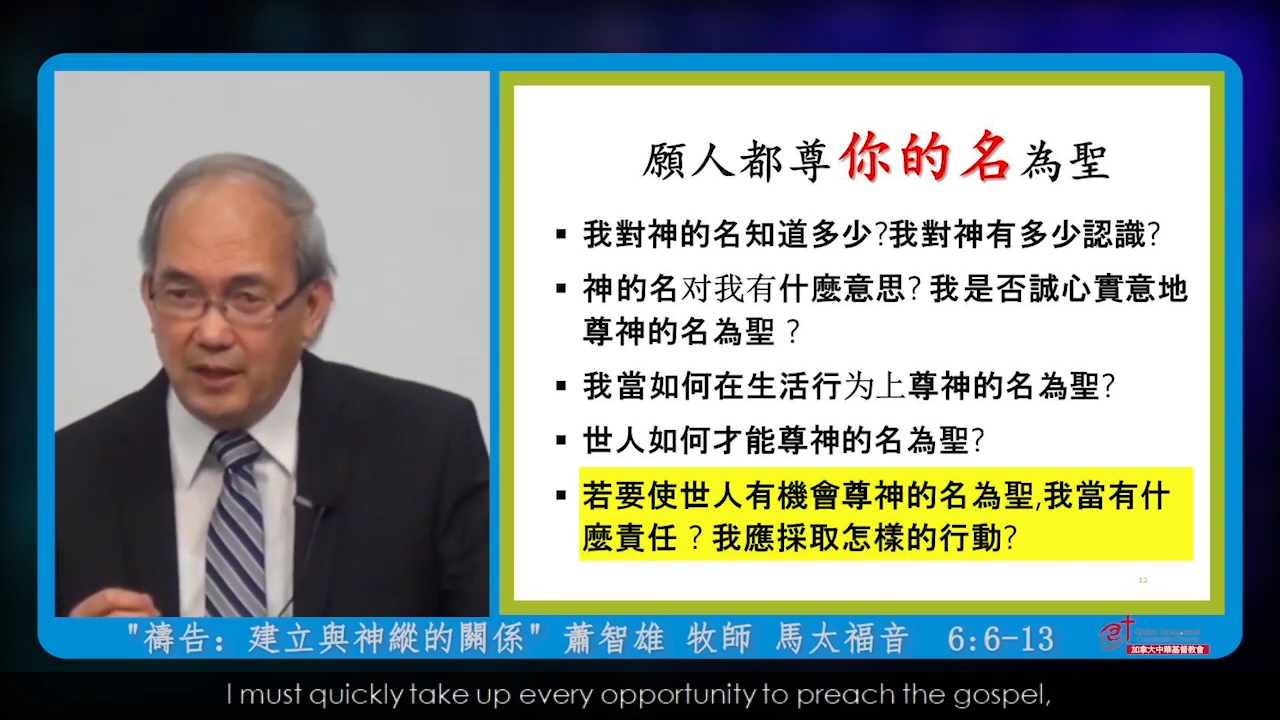 願人都尊你的名為聖
▪ 我對神的名知道多少?我對神有多少認識?
▪ 神的名对我有什麼意思? 我是否誠心實意地
尊神的名為聖？
▪ 我當如何在生活行为上尊神的名為聖?
▪ 世人如何才能尊神的名為聖?
▪ 若要使世人有機會尊神的名為聖,我當有什
麼責任？我應採取怎樣的行動?
12
"禱告：建立與神縱的關係" 蕭智雄 牧師 馬太福音 6:6-13
加拿大中華基督教會
I must quickly take up every opportunity to preach the gospel,